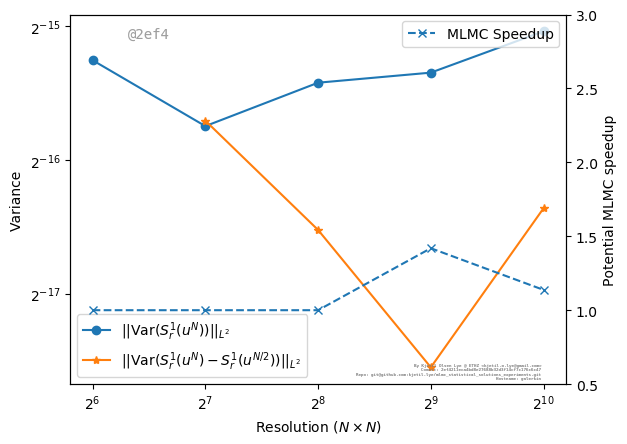 @2ef4
MLMC Speedup
2^{-15}
2^{-16}
2^{-17}
Variance
3.0
2.5
2.0
1.5
1.0
0.5
Potential MLMC speedup
||Var(S_r^1(u^N))||_{L^2}
||Var(S_r^1(u^N) − S_r^1(u^{N/2}))||_{L^2}
2^6
2^7
2^8
2^9
2^{10}
Resolution (N × N)